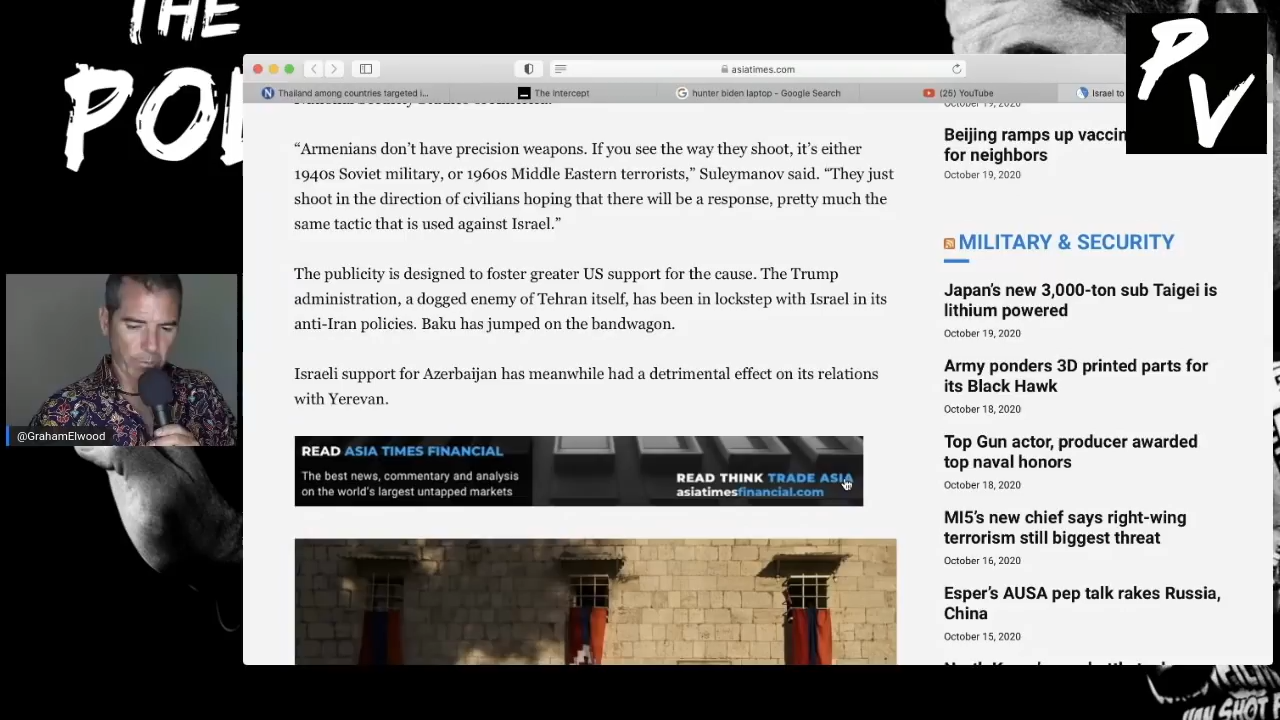 THE
PV
asiatimes.com
Thailand among countries targeted i...
The Intercept
hunter biden laptop - Google Search
(25) YouTube
Israel to
October 19, 2020
Beijing ramps up vaccin
for neighbors
October 19, 2020
“Armenians don’t have precision weapons. If you see the way they shoot, it’s either
1940s Soviet military, or 1960s Middle Eastern terrorists,” Suleymanov said. “They just
shoot in the direction of civilians hoping that there will be a response, pretty much the
same tactic that is used against Israel.”
The publicity is designed to foster greater US support for the cause. The Trump
administration, a dogged enemy of Tehran itself, has been in lockstep with Israel in its
anti-Iran policies. Baku has jumped on the bandwagon.
Israeli support for Azerbaijan has meanwhile had a detrimental effect on its relations
with Yerevan.
READ ASIA TIMES FINANCIAL
The best news, commentary and analysis
on the world's largest untapped markets
READ THINK TRADE ASIA
asiatimesfinancial.com
MILITARY & SECURITY
Japan’s new 3,000-ton sub Taigei is
lithium powered
October 19, 2020
Army ponders 3D printed parts for
its Black Hawk
October 18, 2020
Top Gun actor, producer awarded
top naval honors
October 18, 2020
MI5’s new chief says right-wing
terrorism still biggest threat
October 16, 2020
Esper’s AUSA pep talk rakes Russia,
China
October 15, 2020
@GrahamElwood